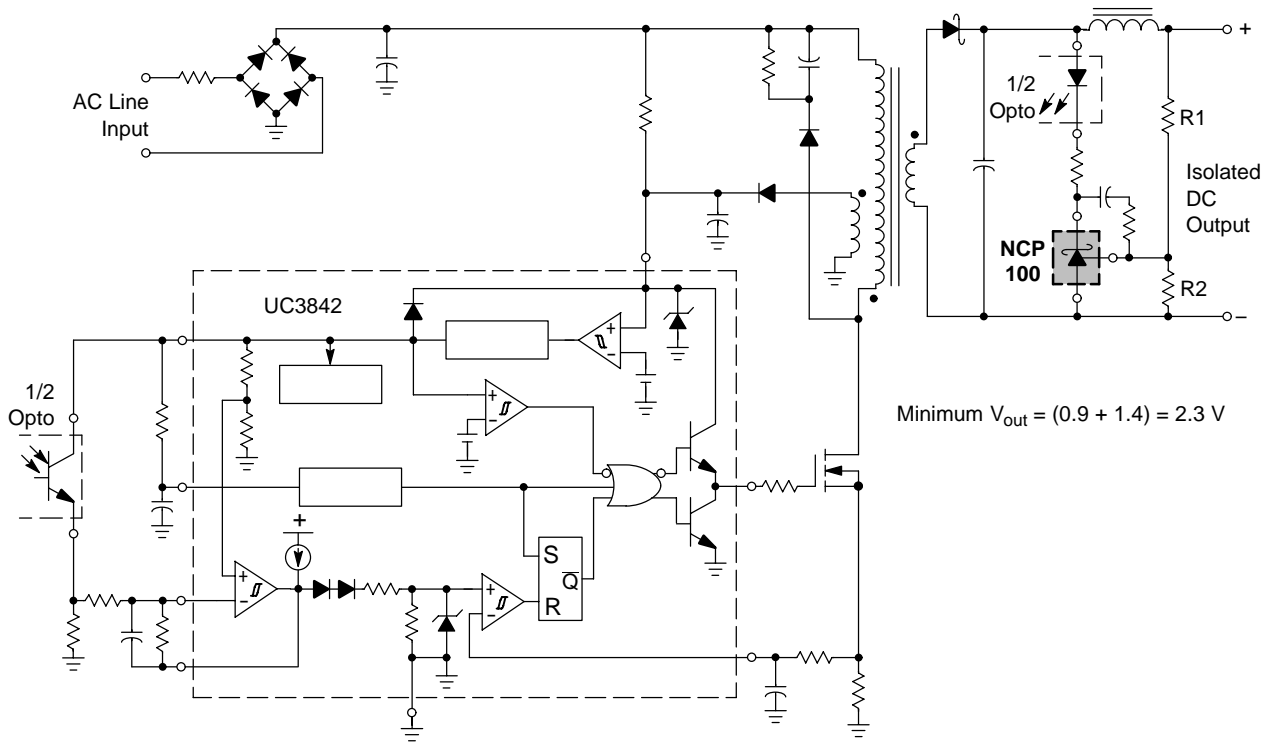 +
AC Line
Input
1/2
Opto
R1
Isolated
DC
Output
NCP
100
R2
–
UC3842
+
–
1/2
Opto
+
–
Minimum Vout = (0.9 + 1.4) = 2.3 V
+
S
Q̅
R
+
–
+
–